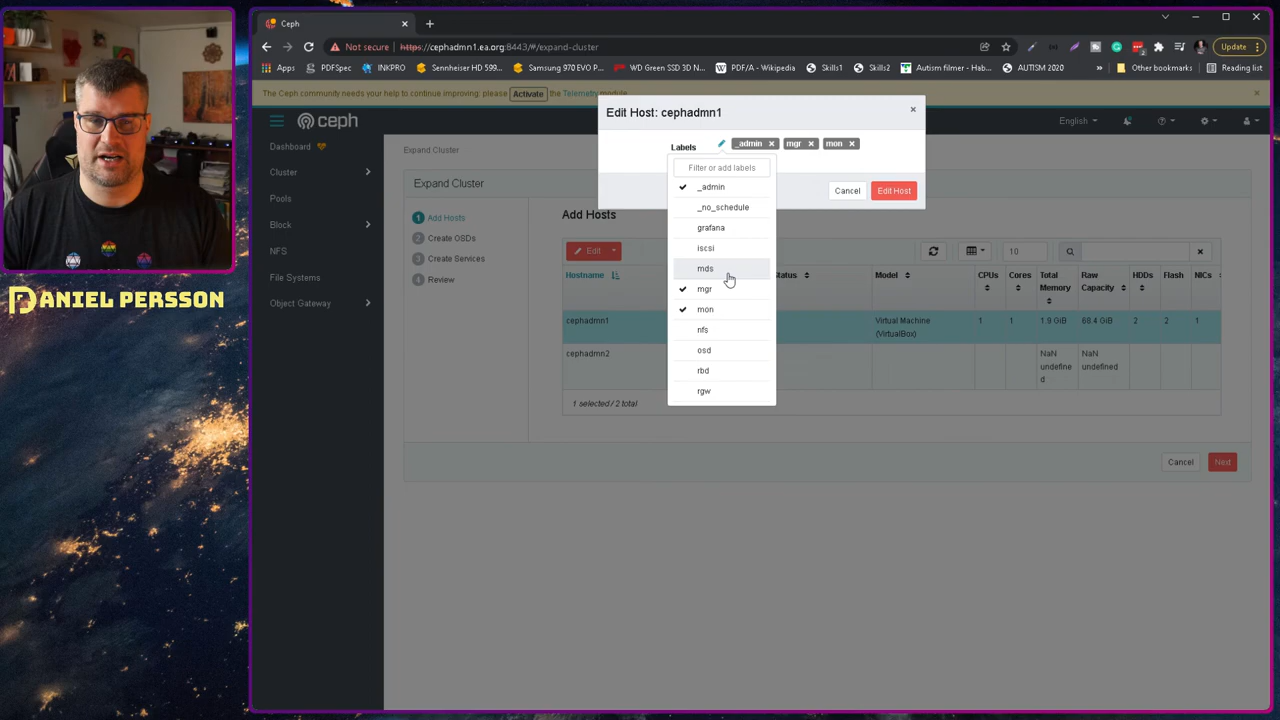 Ceph
Not secure
https://cephadmn1.ea.org:8443/#/expand-cluster
Update
Apps
PDFSpec
INKPRO
Sennheiser HD 599...
Samsung 970 EVO P...
WD Green SSD 3D N...
PDF/A - Wikipedia
Skills1
Skills2
Autism filmer - Hak...
AUTISM 2020
»
Other bookmarks
Reading list
The Ceph community needs your help to continue improving: please Activate the Telemetry module.
ceph
English
Dashboard
Cluster
Pools
Block
NFS
File Systems
Object Gateway
DANIEL PERSSON
Expand Cluster
Expand Cluster
1 Add Hosts
2 Create OSDs
3 Create Services
4 Review
Edit Host: cephadmn1
Labels
_admin
mgr
mon
Filter or add labels
_admin
_no_schedule
grafana
iscsi
mds
mgr
mon
nfs
osd
rbd
rgw
Cancel
Edit Host
Add Hosts
Edit
10
Hostname
Status
Model
CPUs
Cores
Total Memory
Raw Capacity
HDDs
Flash
NICs
cephadmn1
Virtual Machine (VirtualBox)
1
1
1.9 GiB
68.4 GiB
2
2
1
cephadmn2
NaN undefined
NaN undefined
1 selected / 2 total
Cancel
Next